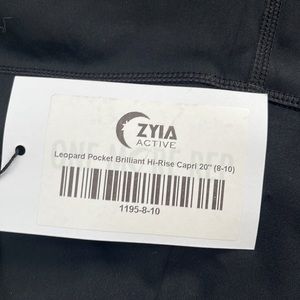 ZYIA
ACTIVE
Leopard Pocket Brilliant Hi-Rise Capri 20" (8-10)
1195-8-10